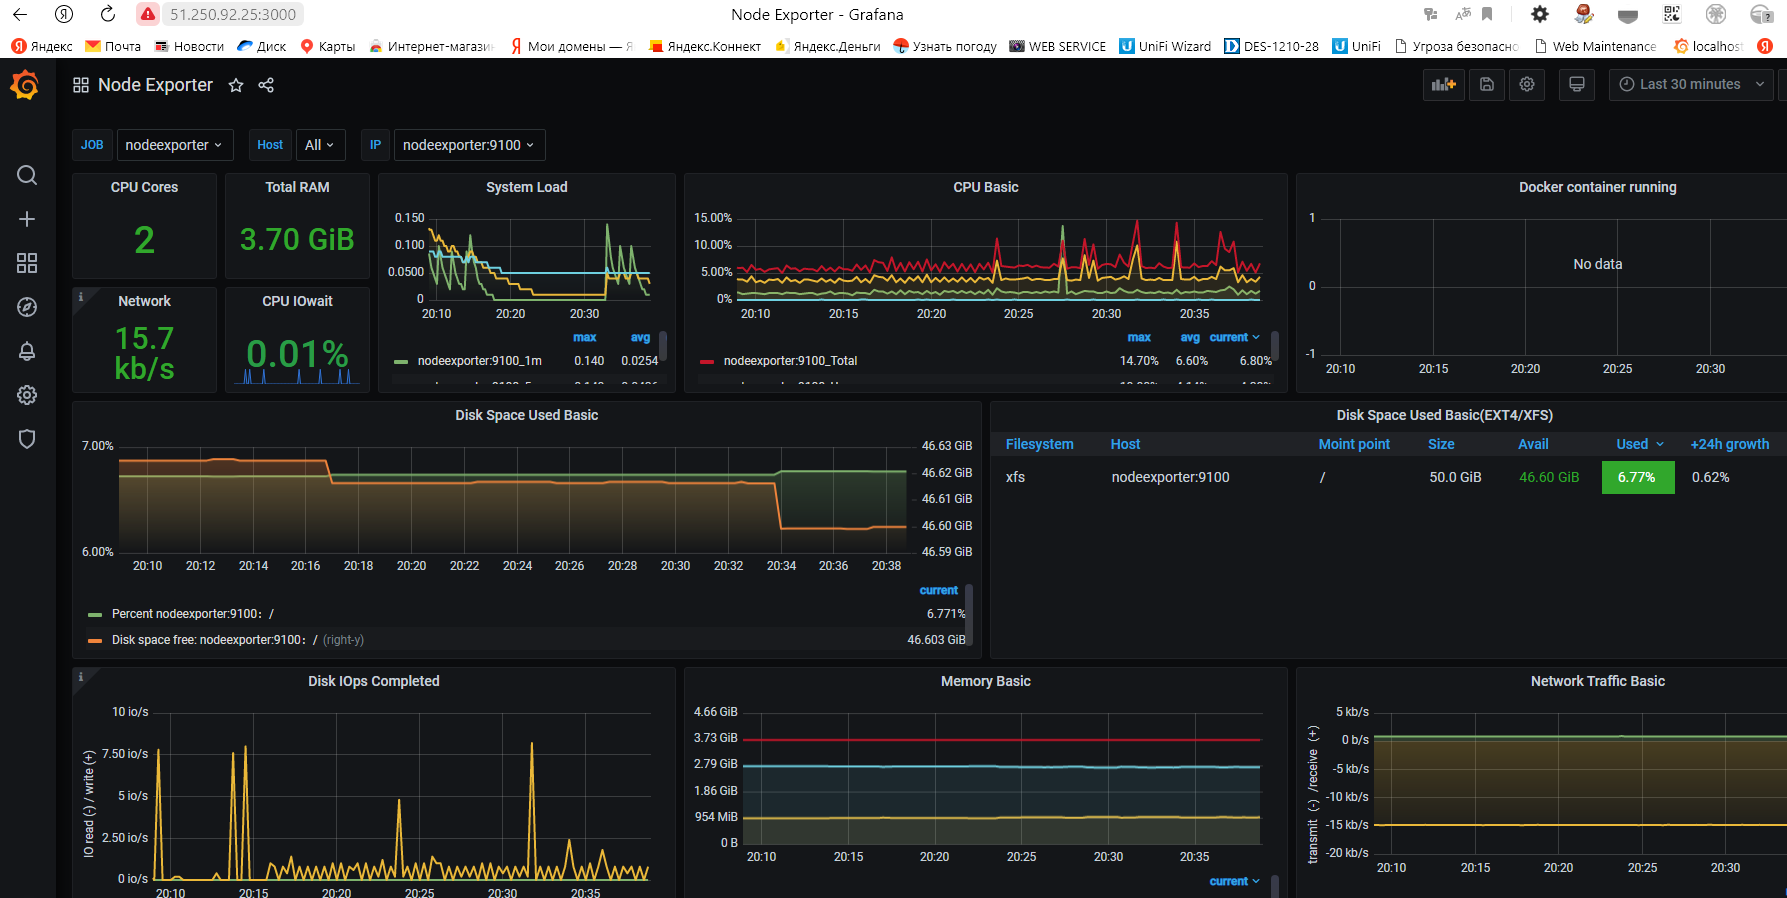 51.250.92.25:3000
Node Exporter - Grafana
Яндекс
Почта
Новости
Диск
Карты
Интернет-магазин
Мои домены — Я
Яндекс.Коннект
Яндекс.Деньги
Узнать погоду
WEB SERVICE
UniFi Wizard
DES-1210-28
UniFi
Угроза безопасно
Web Maintenance
localhos
Node Exporter
Last 30 minutes
JOB nodeexporter Host All IP nodeexporter:9100
CPU Cores
2
Total RAM
3.70 GiB
Network
15.7
kb/s
CPU IOwait
0.01%
System Load
0.150
0.100
0.0500
0
20:10 20:20 20:30
max avg
nodeexporter:9100_1m 0.140 0.0254
CPU Basic
15.00%
10.00%
5.00%
0%
20:10 20:15 20:20 20:25 20:30 20:35
max avg current
nodeexporter:9100_Total 14.70% 6.60% 6.80%
Docker container running
1
0
-1
No data
20:10 20:15 20:20 20:25 20:30
Disk Space Used Basic
7.00%
6.00%
46.63 GiB
46.62 GiB
46.61 GiB
46.60 GiB
46.59 GiB
20:10 20:12 20:14 20:16 20:18 20:20 20:22 20:24 20:26 20:28 20:30 20:32 20:34 20:36 20:38
current
Percent nodeexporter:9100: / 6.771%
Disk space free: nodeexporter:9100: / (right-y) 46.603 GiB
Disk Space Used Basic(EXT4/XFS)
Filesystem Host Moint point Size Avail Used +24h growth
xfs nodeexporter:9100 / 50.0 GiB 46.60 GiB 6.77% 0.62%
Disk IOps Completed
IO read (-) / write (+)
10 io/s
7.50 io/s
5 io/s
2.50 io/s
0 io/s
20:10 20:15 20:20 20:25 20:30 20:35
Memory Basic
4.66 GiB
3.73 GiB
2.79 GiB
1.86 GiB
954 MiB
0 B
20:10 20:15 20:20 20:25 20:30 20:35
current
Network Traffic Basic
transmit (-) /receive (+)
5 kb/s
0 b/s
-5 kb/s
-10 kb/s
-15 kb/s
-20 kb/s
20:10 20:15 20:20 20:25 20:30